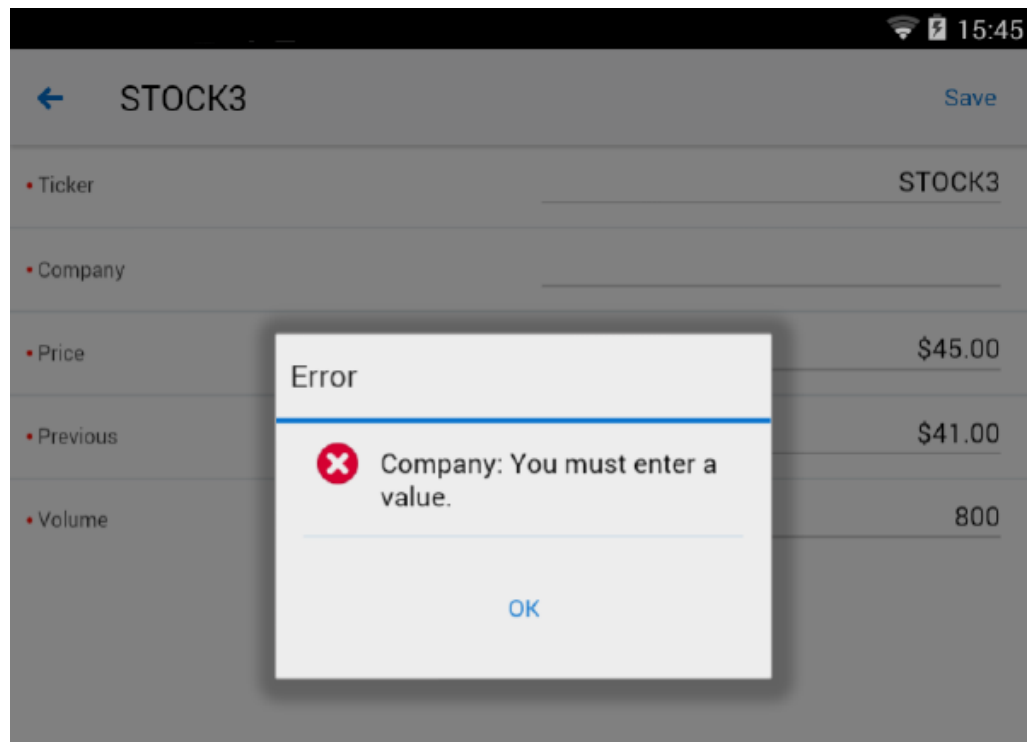 15:45
STOCK3
Save
• Ticker
STOCK3
• Company
• Price
$45.00
• Previous
$41.00
• Volume
800
Error
Company: You must enter a
value.
OK